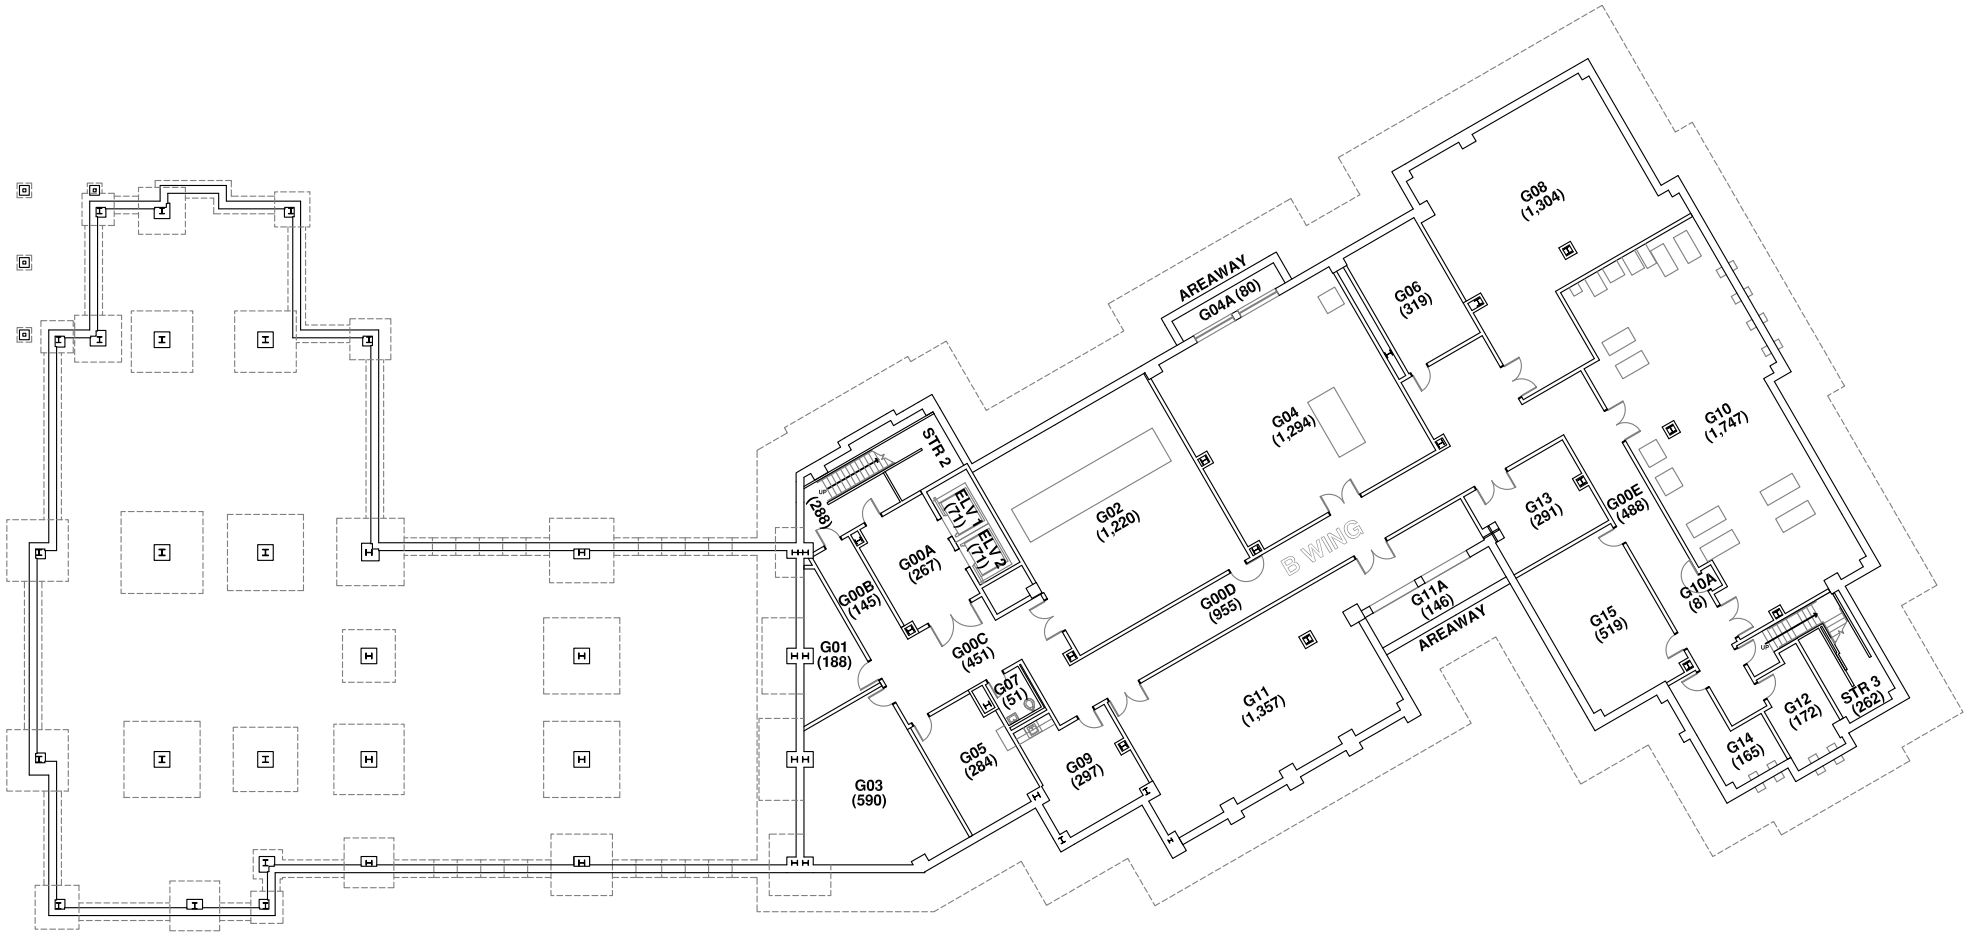 AREAWAY
G04A (80)
G08
(1,304)
G06
(319)
G04
(1,294)
G10
(1,747)
STR 2
UP
(288)
ELV 1
(71)
ELV 2
(71)
G02
(1,220)
G00A
(267)
G00B
(145)
G13
(291)
G00E
(488)
B WING
G00D
(955)
G11A
(146)
AREAWAY
G10A
(8)
G15
(519)
G01
(188)
G00C
(451)
G07
(51)
G11
(1,357)
UP
STR 3
(262)
G12
(172)
G14
(165)
G05
(284)
G09
(297)
G03
(590)